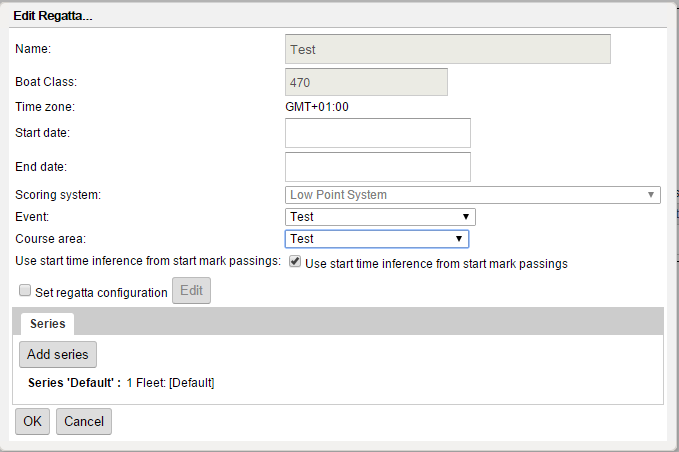 Edit Regatta...
Name: Test
Boat Class: 470
Time zone: GMT+01:00
Start date:
End date:
Scoring system: Low Point System
Event: Test
Course area: Test
Use start time inference from start mark passings: Use start time inference from start mark passings
Set regatta configuration Edit
Series
Add series
Series 'Default' : 1 Fleet: [Default]
OK Cancel